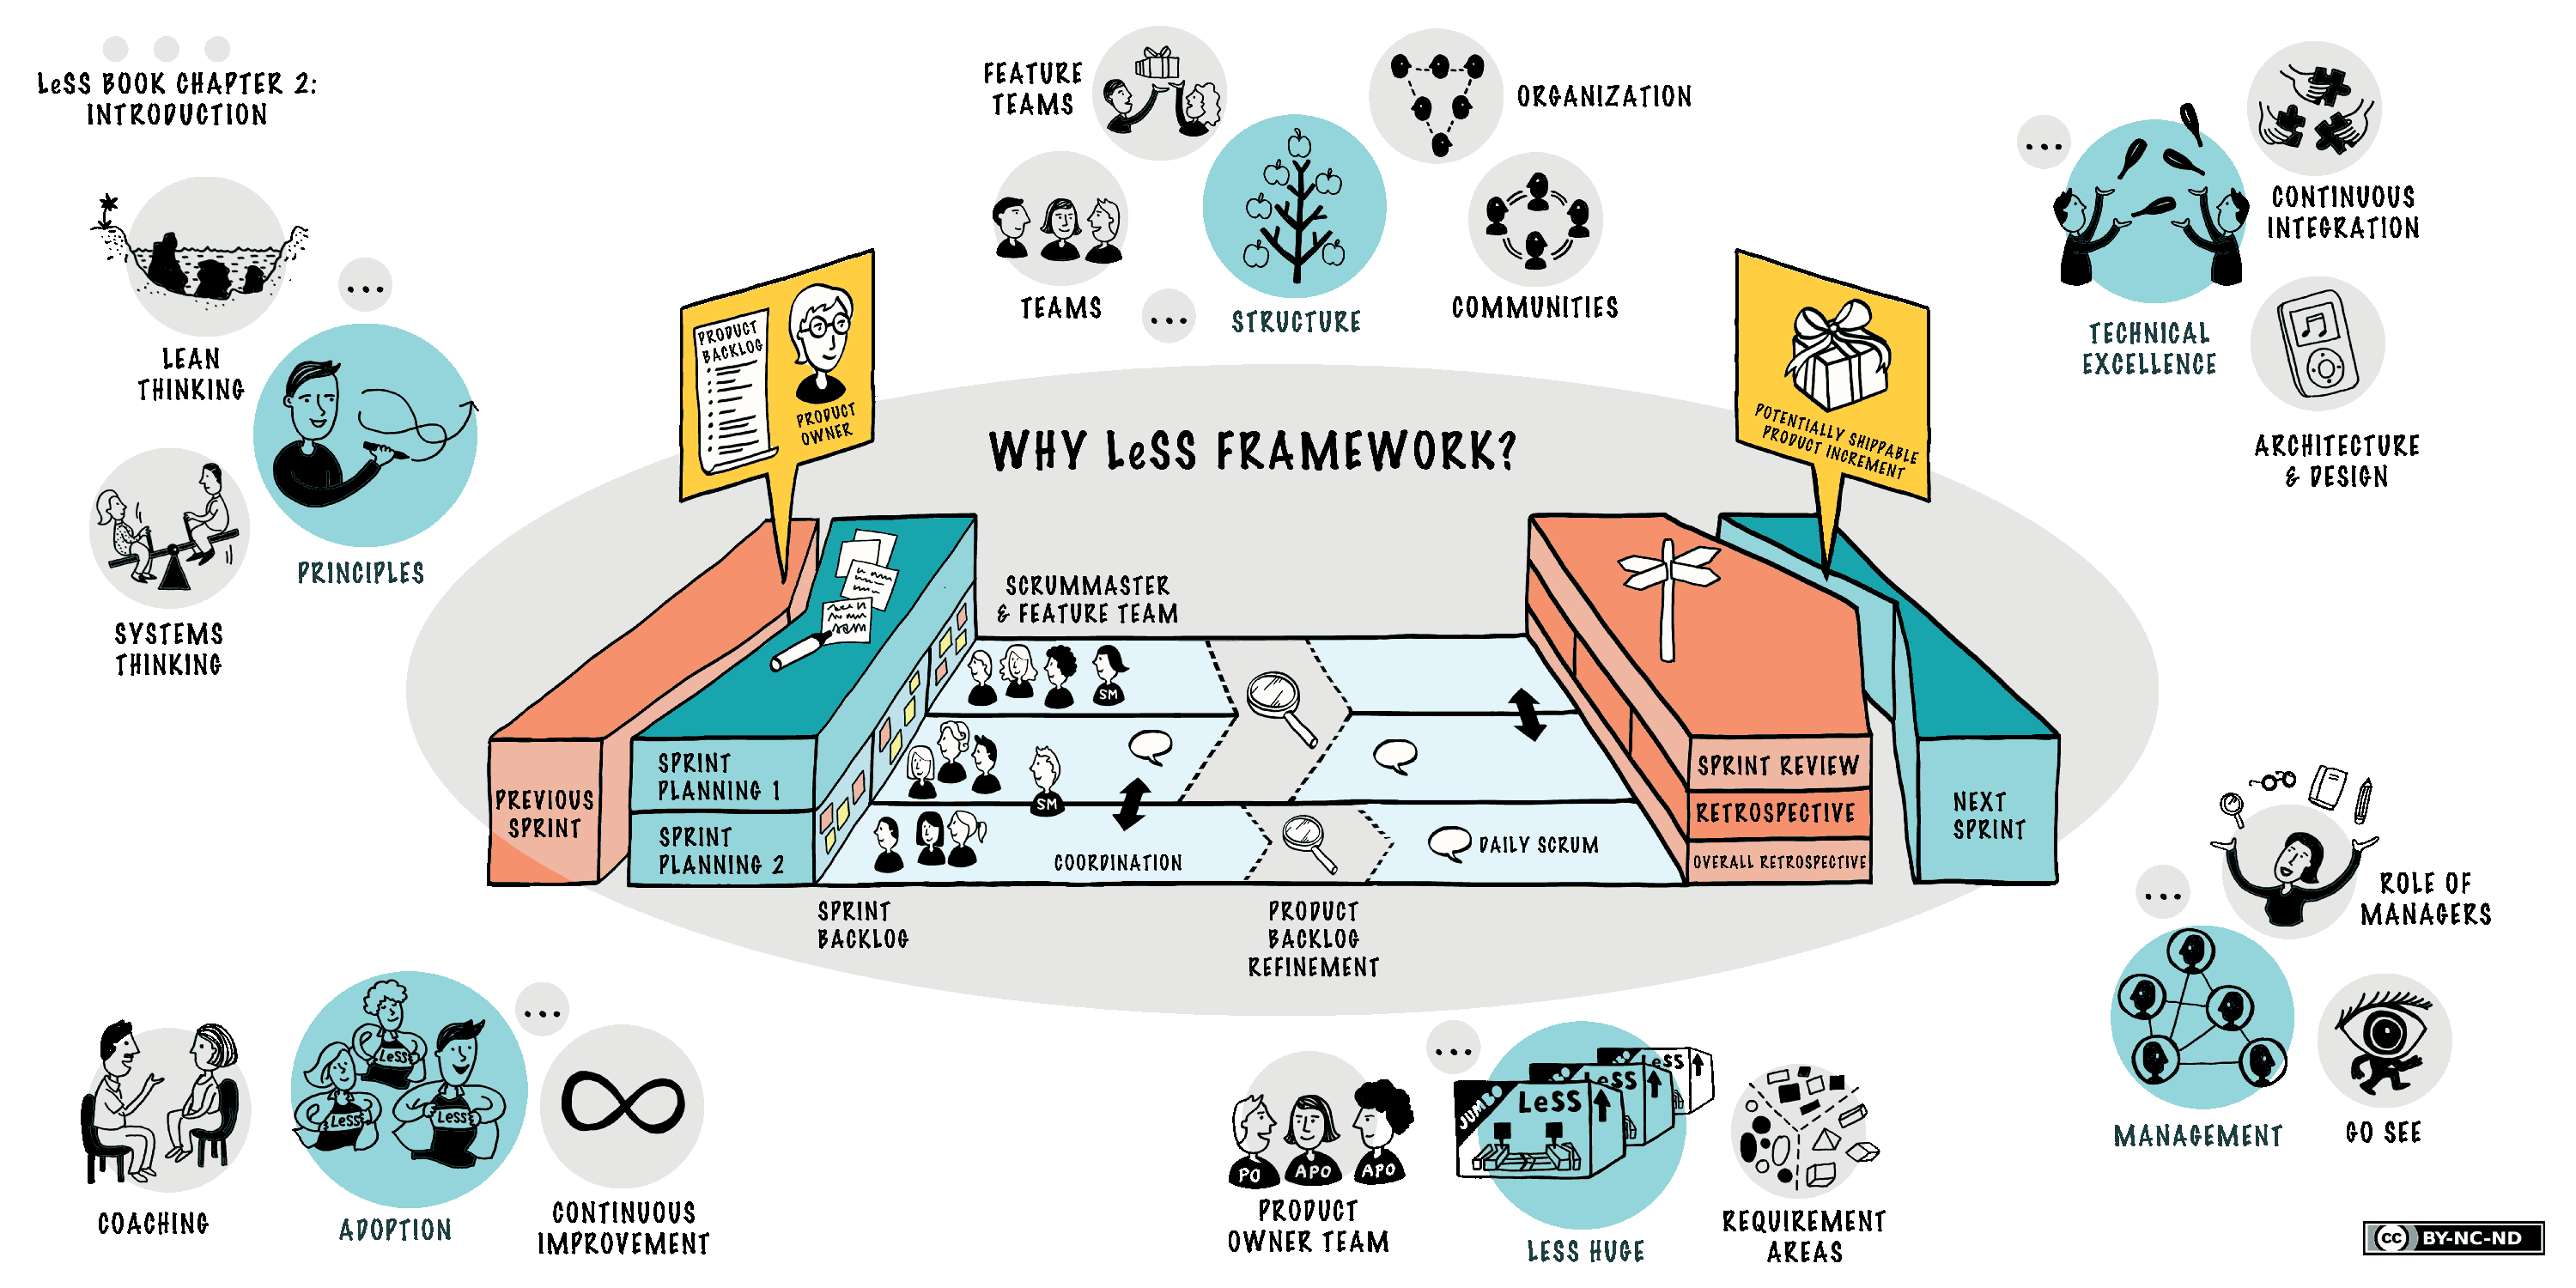 LeSS BOOK CHAPTER 2:
INTRODUCTION
LEAN
THINKING
SYSTEMS
THINKING
PRINCIPLES
FEATURE
TEAMS
ORGANIZATION
TEAMS
STRUCTURE
COMMUNITIES
CONTINUOUS
INTEGRATION
TECHNICAL
EXCELLENCE
ARCHITECTURE
& DESIGN
PRODUCT
BACKLOG
PRODUCT
OWNER
WHY LeSS FRAMEWORK?
POTENTIALLY SHIPPABLE
PRODUCT INCREMENT
SCRUMMASTER
& FEATURE TEAM
SM
SM
PREVIOUS
SPRINT
SPRINT
PLANNING 1
SPRINT
PLANNING 2
COORDINATION
DAILY SCRUM
SPRINT REVIEW
RETROSPECTIVE
OVERALL RETROSPECTIVE
NEXT
SPRINT
SPRINT
BACKLOG
PRODUCT
BACKLOG
REFINEMENT
ROLE OF
MANAGERS
MANAGEMENT
GO SEE
COACHING
LeSS
LeSS
LeSS
ADOPTION
CONTINUOUS
IMPROVEMENT
PO
APO
APO
PRODUCT
OWNER TEAM
JUMBO
LeSS
LeSS
LeSS
LESS HUGE
REQUIREMENT
AREAS
cc BY-NC-ND